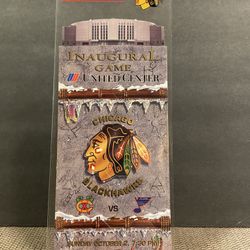 INAUGURAL
GAME
UNITED CENTER
CHICAGO
BLACKHAWKS
VS
SUNDAY OCTOBER 2, 7:30 PM